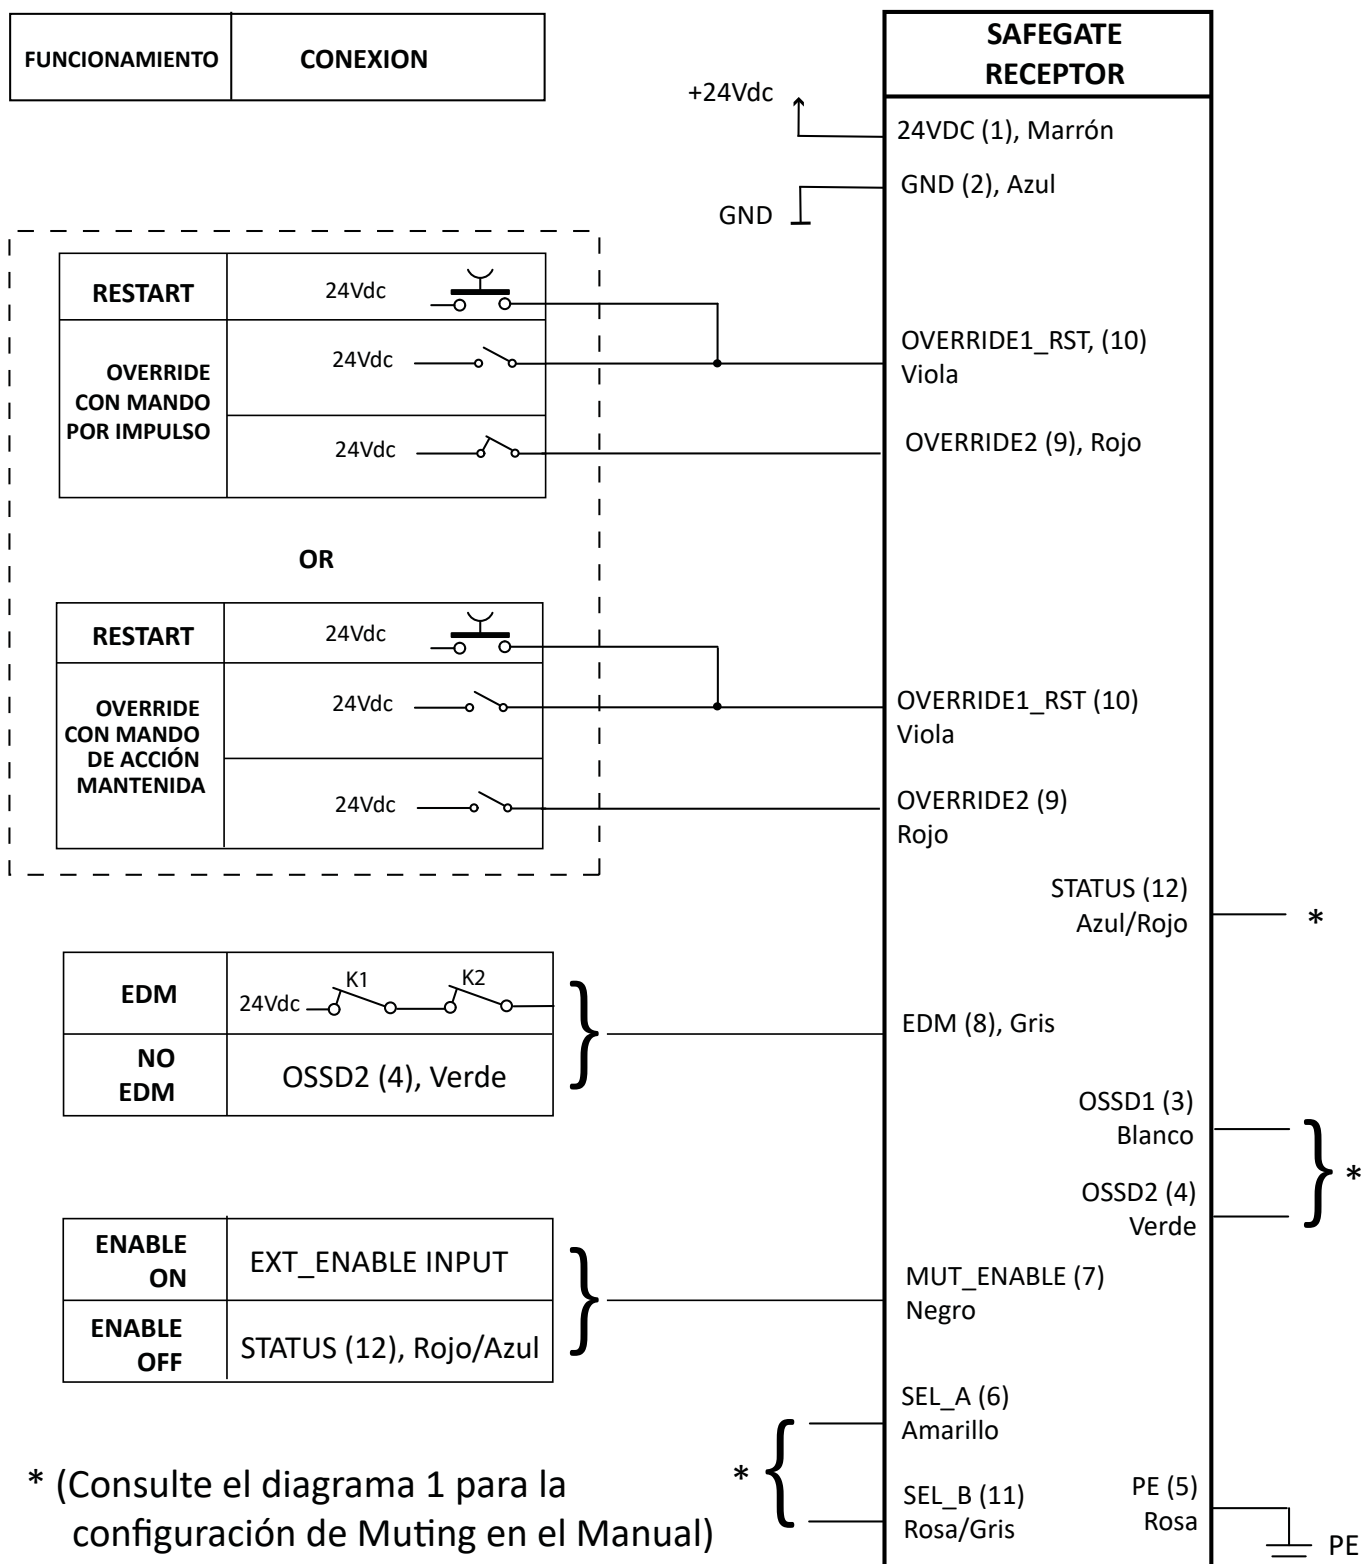 FUNCIONAMIENTO
CONEXION
SAFEGATE
RECEPTOR
+24Vdc
24VDC (1), Marrón
GND
GND (2), Azul
RESTART
24Vdc
OVERRIDE
CON MANDO
POR IMPULSO
24Vdc
24Vdc
OVERRIDE1_RST, (10)
Viola
OVERRIDE2 (9), Rojo
OR
RESTART
24Vdc
OVERRIDE
CON MANDO
DE ACCIÓN
MANTENIDA
24Vdc
24Vdc
OVERRIDE1_RST (10)
Viola
OVERRIDE2 (9)
Rojo
STATUS (12)
Azul/Rojo
*
EDM
24Vdc
K1
K2
NO
EDM
OSSD2 (4), Verde
EDM (8), Gris
OSSD1 (3)
Blanco
OSSD2 (4)
Verde
*
ENABLE
ON
EXT_ENABLE INPUT
ENABLE
OFF
STATUS (12), Rojo/Azul
MUT_ENABLE (7)
Negro
SEL_A (6)
Amarillo
*
SEL_B (11)
Rosa/Gris
PE (5)
Rosa
PE
* (Consulte el diagrama 1 para la
configuración de Muting en el Manual)